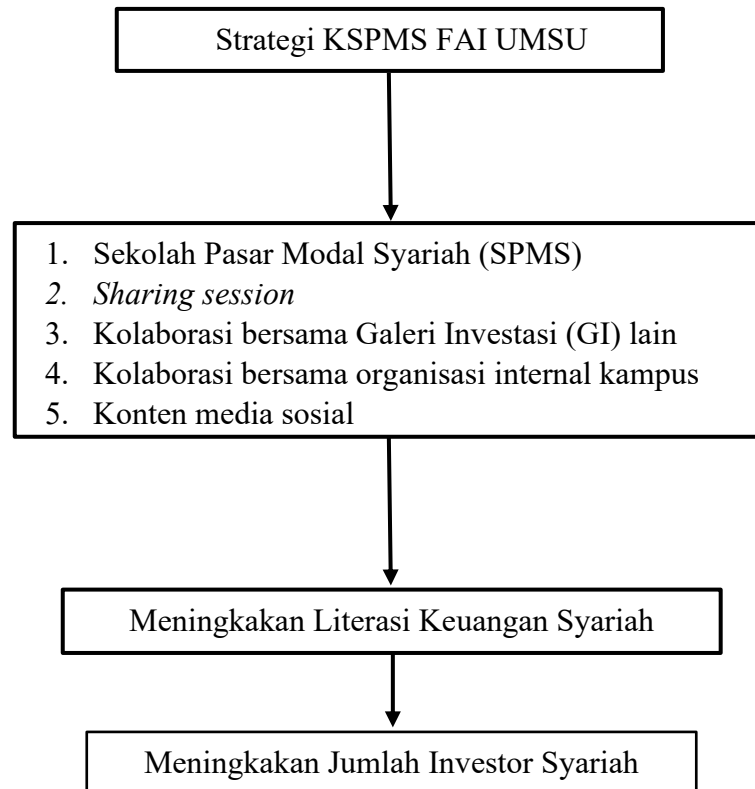 Strategi KSPMS FAI UMSU
1. Sekolah Pasar Modal Syariah (SPMS)
2. Sharing session
3. Kolaborasi bersama Galeri Investasi (GI) lain
4. Kolaborasi bersama organisasi internal kampus
5. Konten media sosial
Meningkakan Literasi Keuangan Syariah
Meningkakan Jumlah Investor Syariah